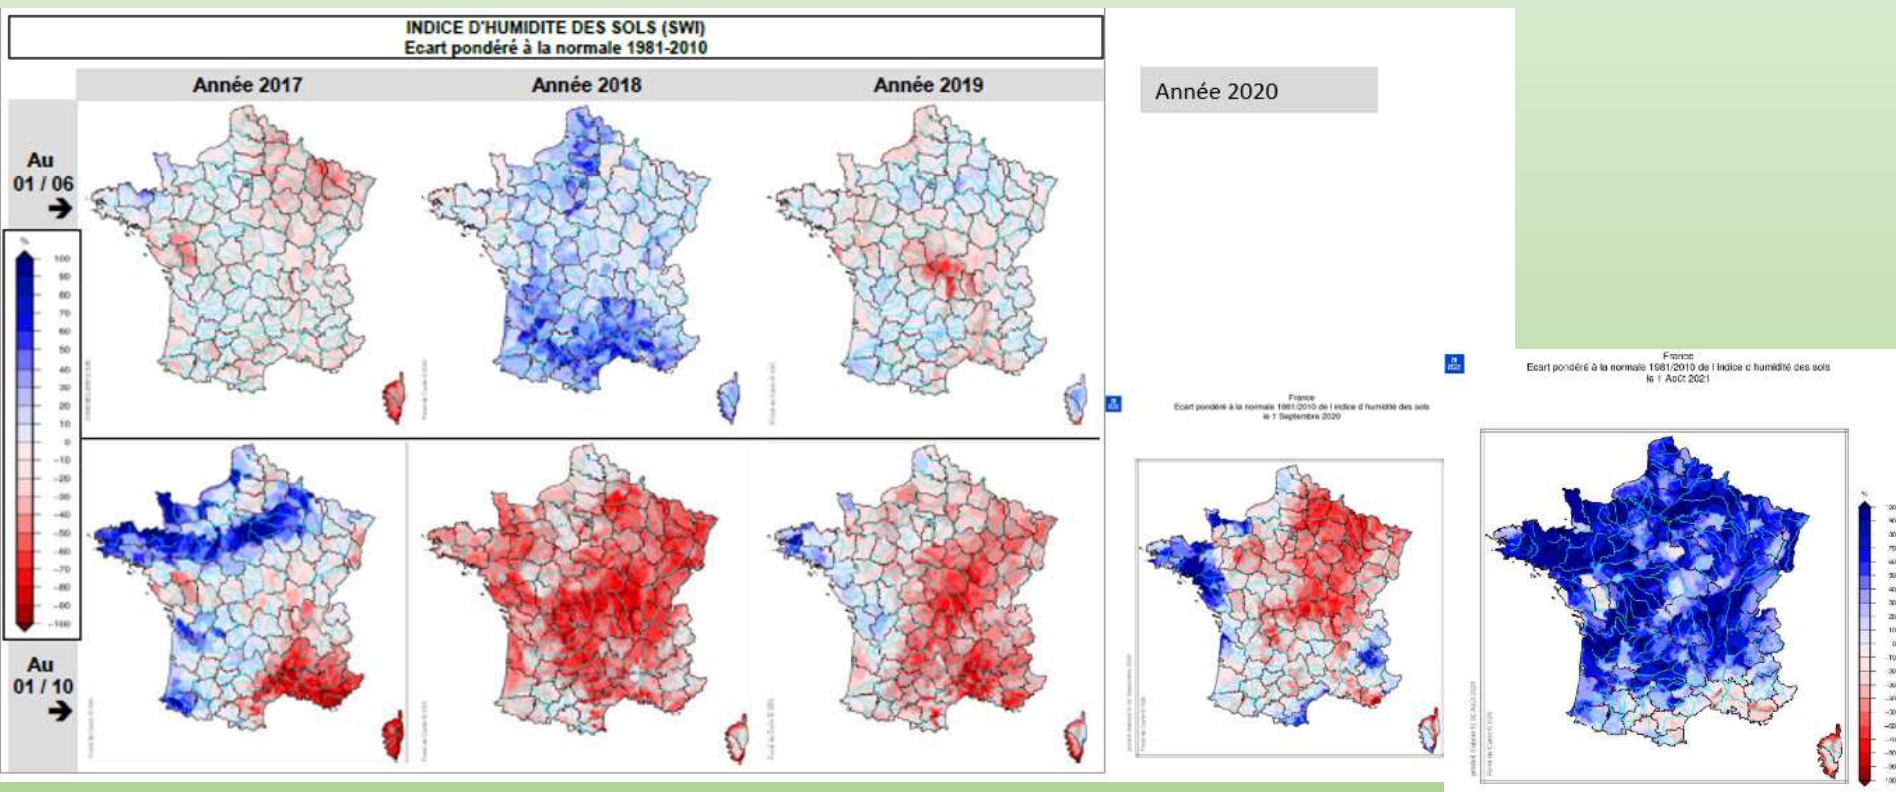 INDICE D'HUMIDITE DES SOLS (SWI)
Ecart pondéré à la normale 1981-2010
Année 2017
Année 2018
Année 2019
Année 2020
Au
01 / 06
%
100
90
80
70
60
50
40
30
20
10
0
-10
-20
-30
-40
-50
-60
-70
-80
-90
-100
Au
01 / 10
France
Ecart pondéré à la normale 1981/2010 de l indice d humidité des sols
le 1 Septembre 2020
France
Ecart pondéré à la normale 1981/2010 de l indice d humidité des sols
le 1 Août 2021
%